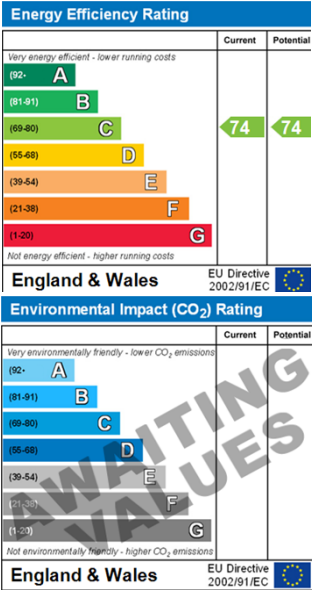 Energy Efficiency Rating
Current Potential
Very energy efficient - lower running costs
(92+ A
(81-91) B
(69-80) C 74 74
(55-68) D
(39-54) E
(21-38) F
(1-20) G
Not energy efficient - higher running costs
England & Wales
EU Directive
2002/91/EC
Environmental Impact (CO₂) Rating
Current Potential
Very environmentally friendly - lower CO₂ emissions
(92+ A
(81-91) B
(69-80) C
(55-68) D
(39-54) E
(21-38) F
(1-20) G
AWAITING
VALUES
Not environmentally friendly - higher CO₂ emissions
England & Wales
EU Directive
2002/91/EC